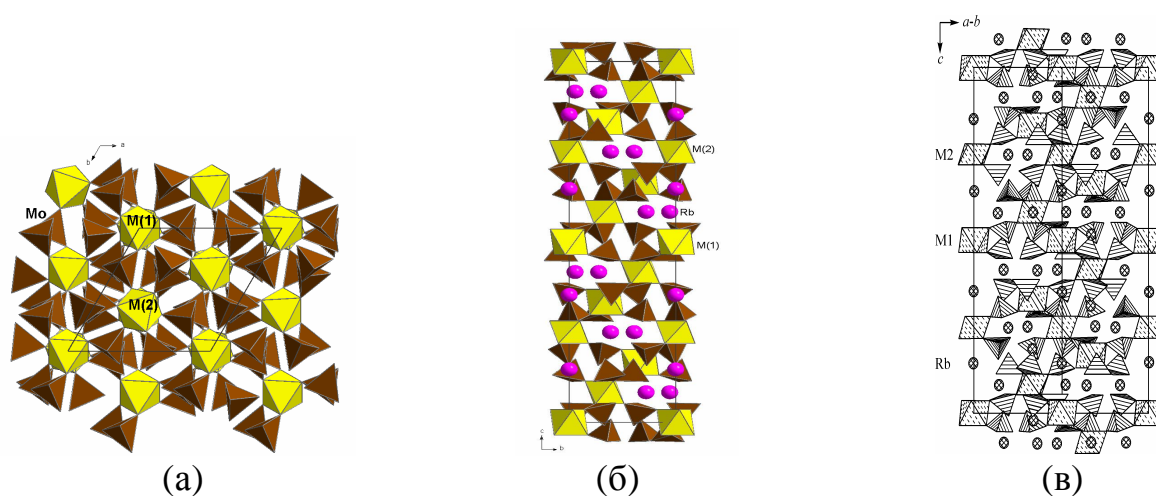 b a
Mo
M(1)
M(2)
(а)
M(2)
Rb
M(1)
c
b
(б)
a-b
c
M2
M1
Rb
(в)